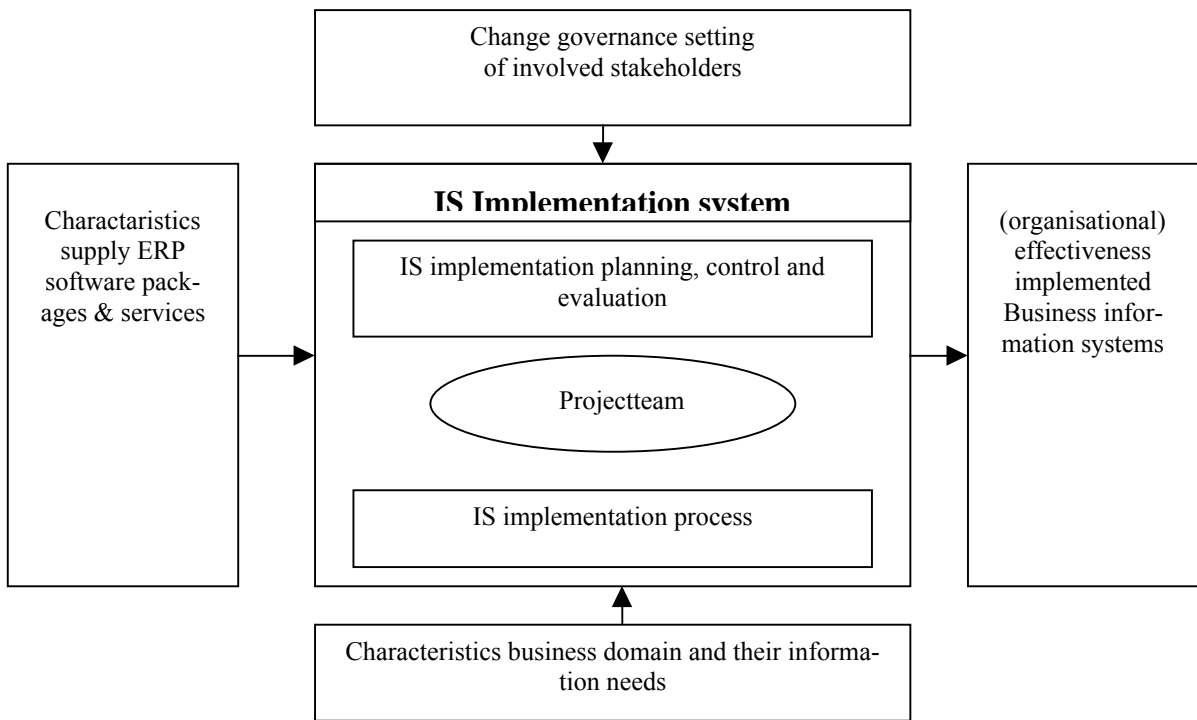 Change governance setting
of involved stakeholders
Charactaristics
supply ERP
software pack-
ages & services
IS Implementation system
IS implementation planning, control and
evaluation
Projectteam
IS implementation process
(organisational)
effectiveness
implemented
Business infor-
mation systems
Characteristics business domain and their informa-
tion needs